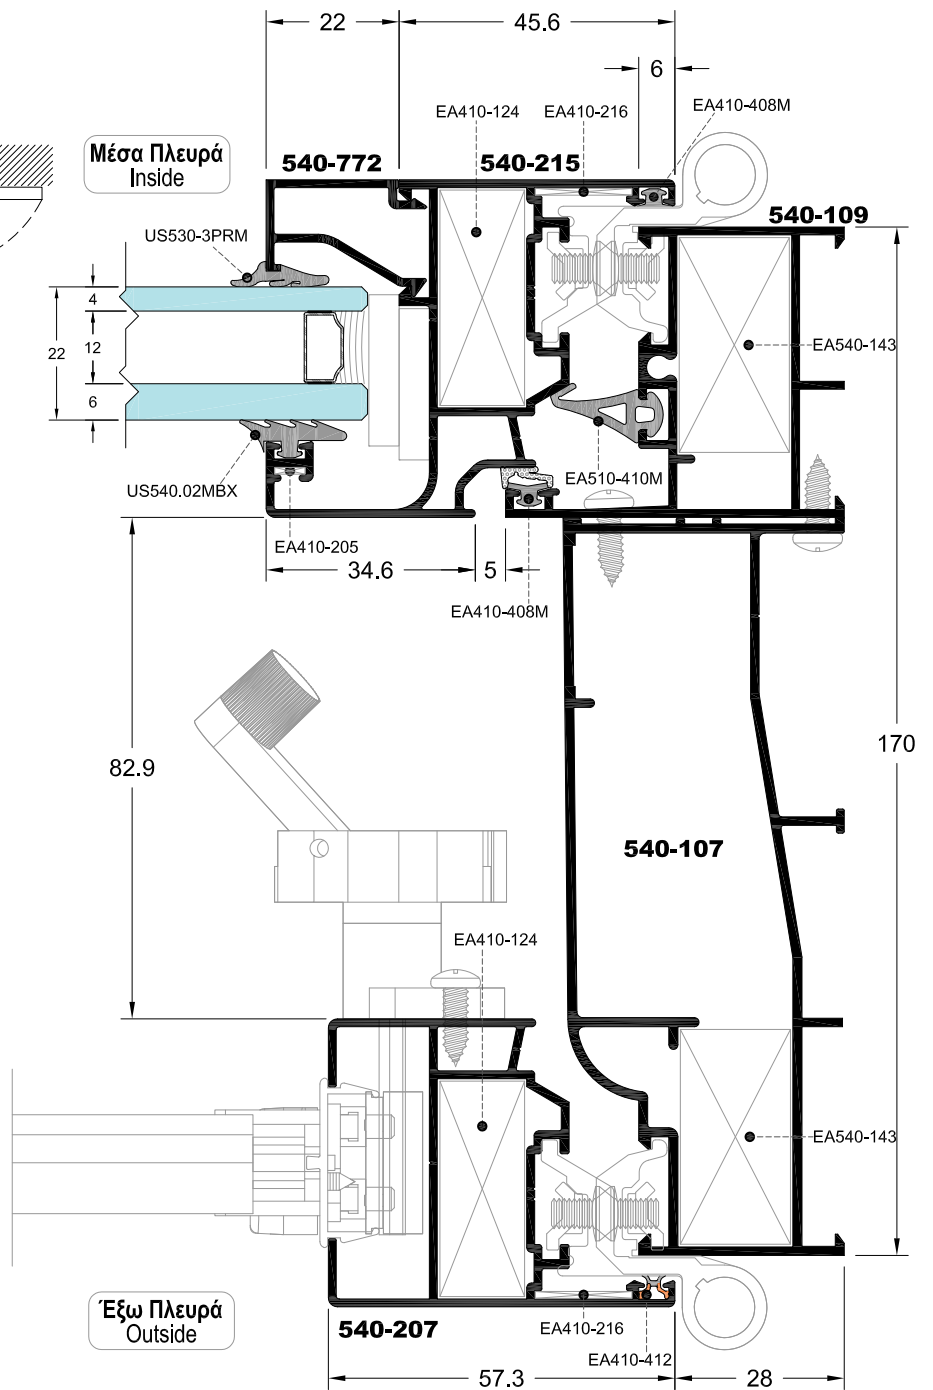 22
45.6
6
EA410-124
EA410-216
EA410-408M
Μέσα Πλευρά
Inside
540-772
540-215
540-109
US530-3PRM
4
22
12
6
EA540-143
US540.02MBX
EA510-410M
EA410-205
34.6
5
EA410-408M
82.9
170
540-107
EA410-124
EA540-143
Έξω Πλευρά
Outside
540-207
EA410-216
EA410-412
57.3
28